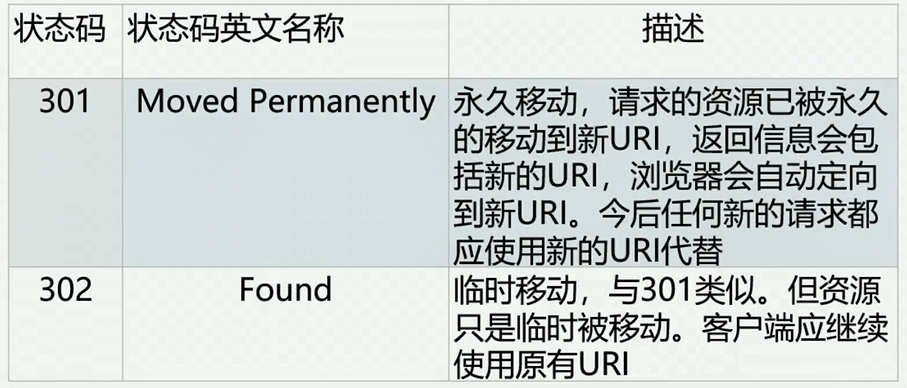 状态码 状态码英文名称 描述
301 Moved Permanently 永久移动，请求的资源已被永久
的移动到新URI，返回信息会包
括新的URI，浏览器会自动定向
到新URI。今后任何新的请求都
应使用新的URI代替
302 Found 临时移动，与301类似。但资源
只是临时被移动。客户端应继续
使用原有URI